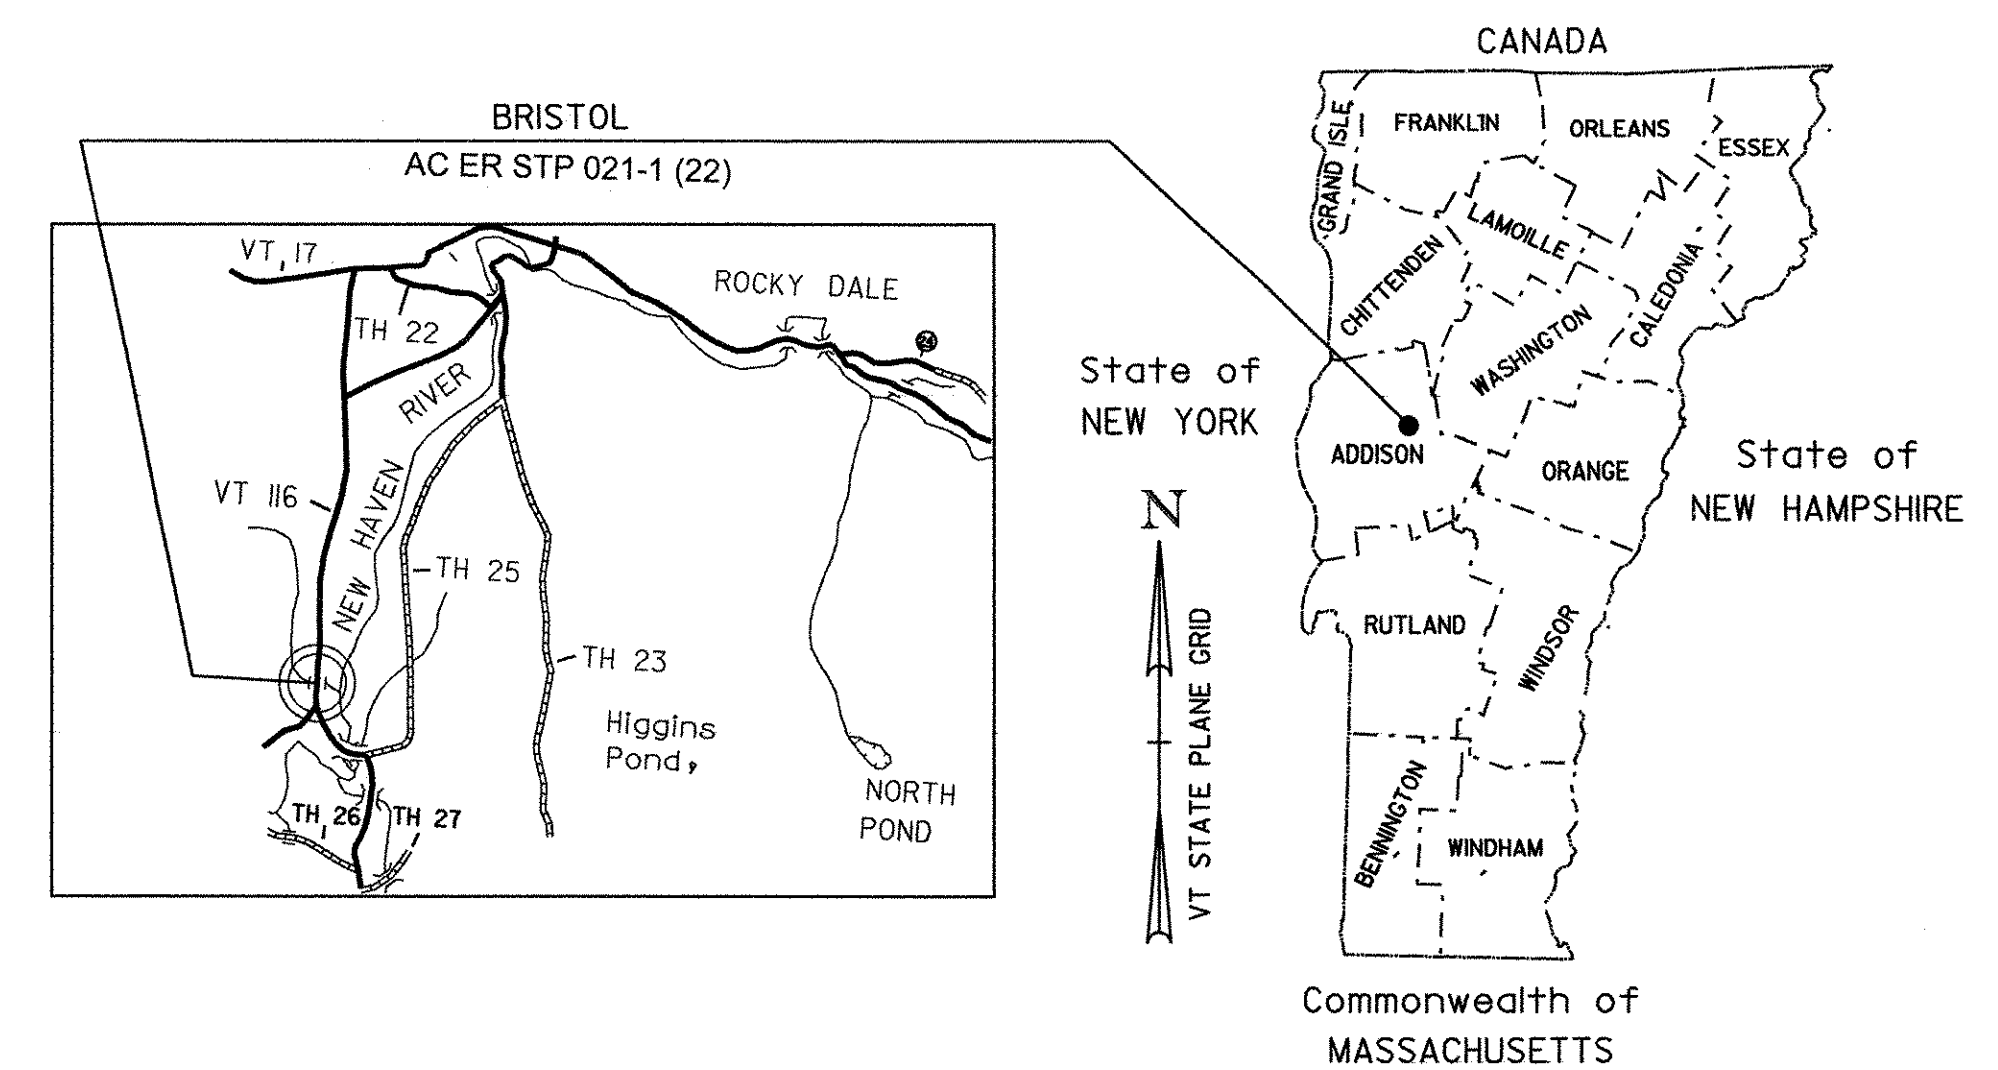 BRISTOL
AC ER STP 021-1 (22)
VT 17
TH 22
ROCKY DALE
24
RIVER
VT 116
HAVEN
NEW
TH 25
TH 23
Higgins
Pond,
NORTH
POND
TH 26
TH 27
CANADA
GRAND ISLE
FRANKLIN
ORLEANS
ESSEX
LAMOILLE
CHITTENDEN
CALEDONIA
WASHINGTON
State of
NEW YORK
ADDISON
ORANGE
State of
NEW HAMPSHIRE
N
VT STATE PLANE GRID
RUTLAND
WINDSOR
BENNINGTON
WINDHAM
Commonwealth of
MASSACHUSETTS